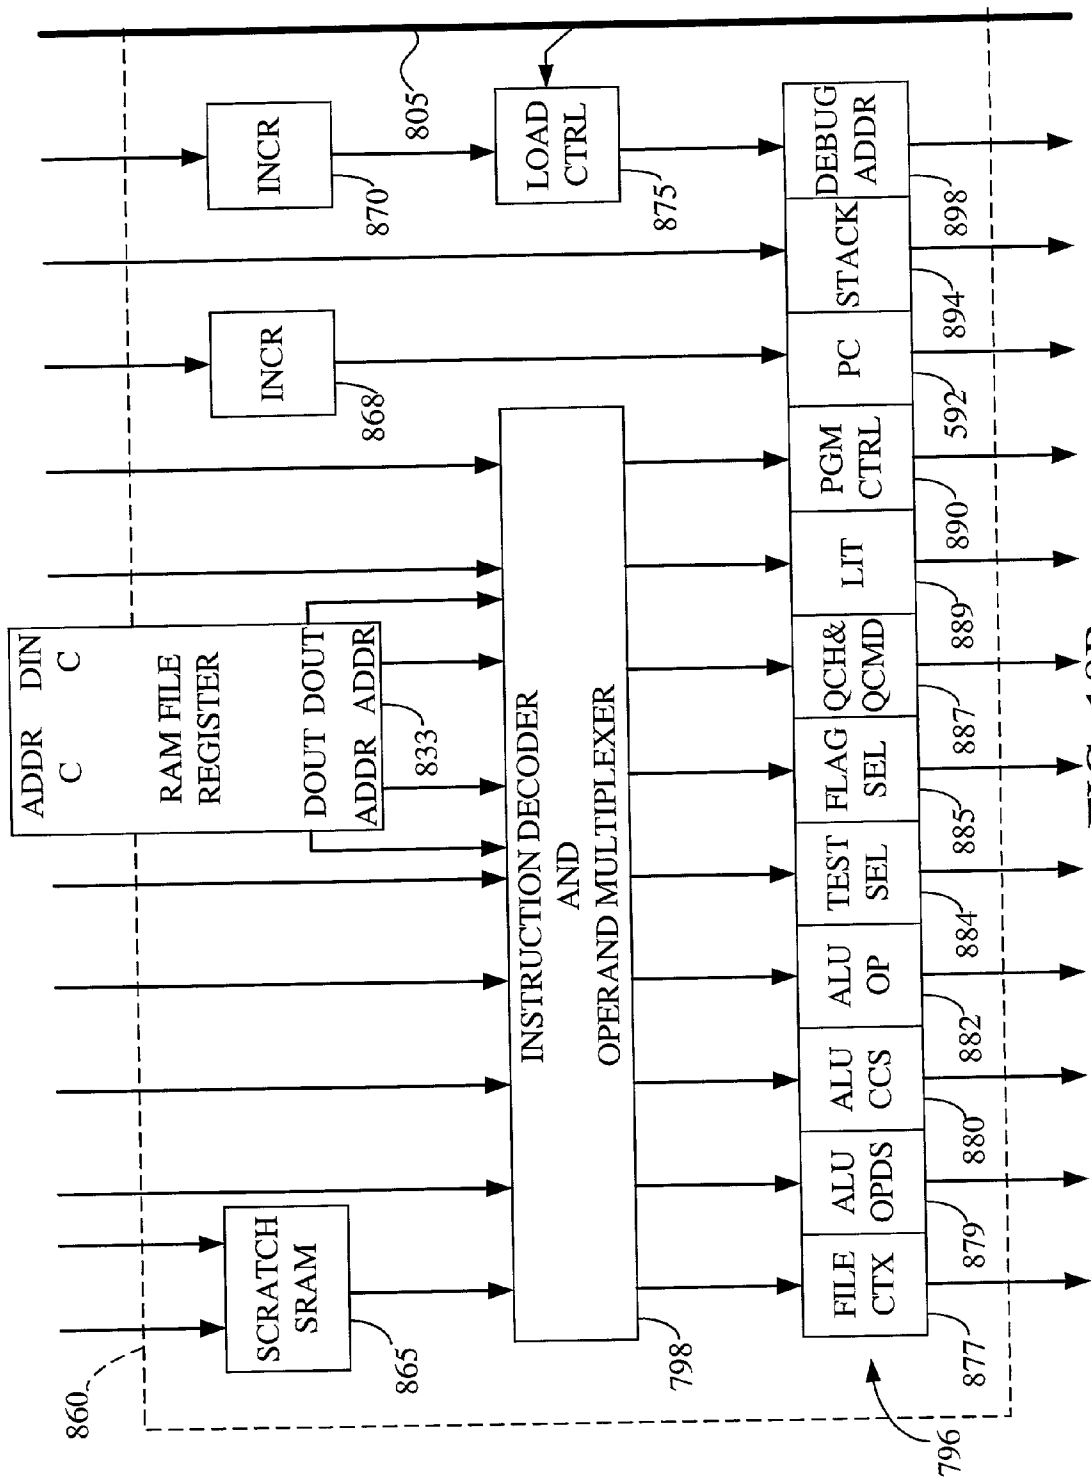 860
ADDR DIN
C C
RAM FILE
REGISTER
DOUT DOUT
ADDR ADDR
833
SCRATCH
SRAM
865
INCR
868
INCR
870
805
LOAD
CTRL
875
INSTRUCTION DECODER
AND
OPERAND MULTIPLEXER
798
796
FILE
CTX
877
ALU
OPDS
879
ALU
CCS
880
ALU
OP
882
TEST
SEL
884
FLAG
SEL
885
QCH&
QCMD
887
LIT
889
PGM
CTRL
890
PC
592
STACK
894
DEBUG
ADDR
898